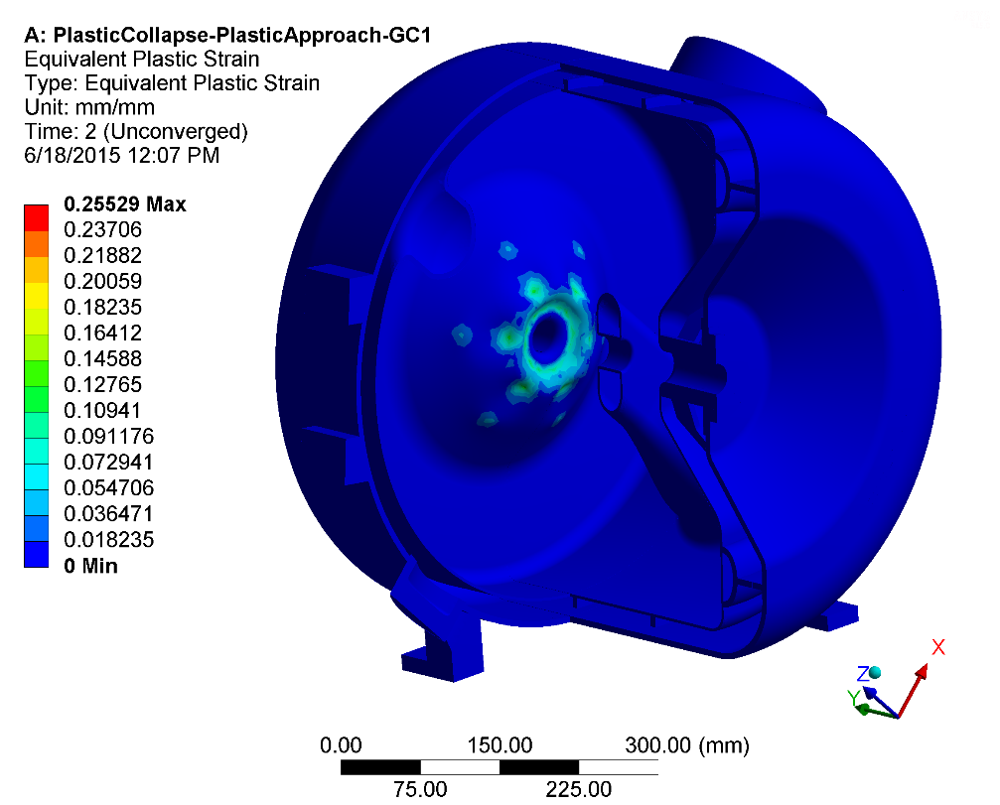 A: PlasticCollapse-PlasticApproach-GC1
Equivalent Plastic Strain
Type: Equivalent Plastic Strain
Unit: mm/mm
Time: 2 (Unconverged)
6/18/2015 12:07 PM
0.25529 Max
0.23706
0.21882
0.20059
0.18235
0.16412
0.14588
0.12765
0.10941
0.091176
0.072941
0.054706
0.036471
0.018235
0 Min
X
Z
Y
0.00 150.00 300.00 (mm)
75.00 225.00